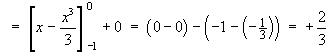 = [x − x³/3]₋₁⁰ + 0 = (0 − 0) − (−1 − (−1/3)) = + 2/3